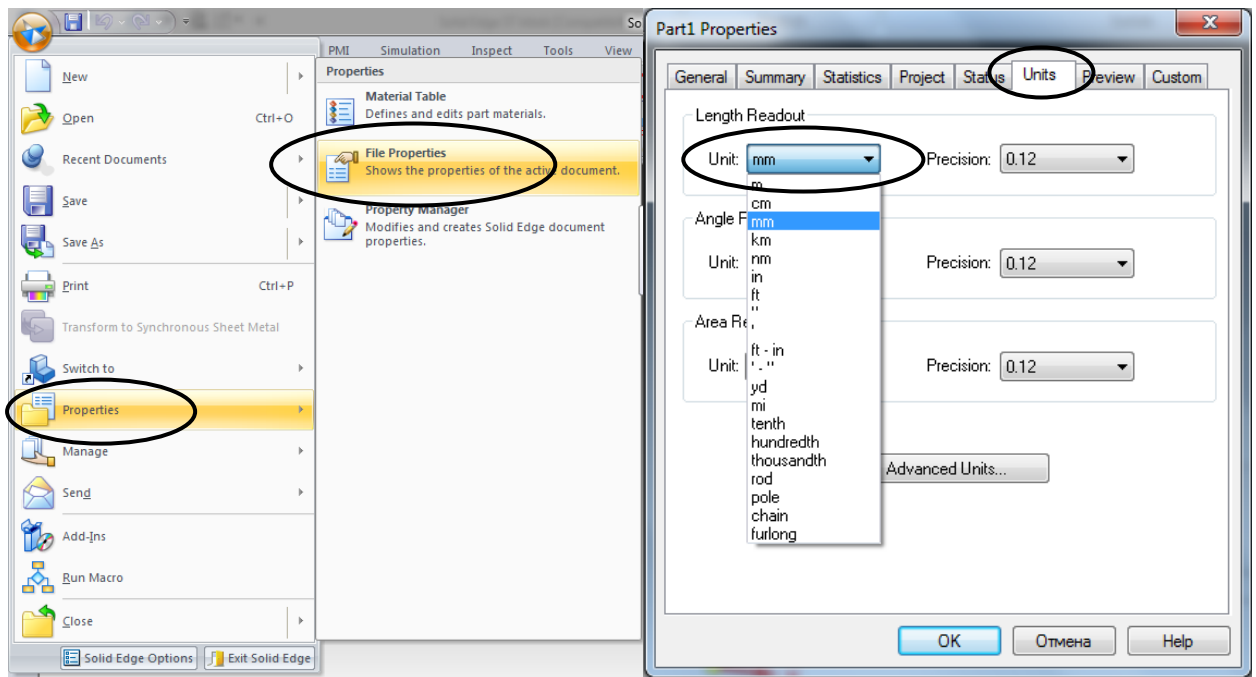 So
PMI Simulation Inspect Tools View
New
Open Ctrl+O
Recent Documents
Save
Save As
Print Ctrl+P
Transform to Synchronous Sheet Metal
Switch to
Properties
Manage
Send
Add-Ins
Run Macro
Close
Solid Edge Options Exit Solid Edge
Properties
Material Table
Defines and edits part materials.
File Properties
Shows the properties of the active document.
Property Manager
Modifies and creates Solid Edge document
properties.
Part1 Properties
General Summary Statistics Project Status Units Preview Custom
Length Readout
Unit: mm Precision: 0.12
m
cm
mm
km
nm
in
ft
"
'
ft - in
' - "
yd
mi
tenth
hundredth
thousandth
rod
pole
chain
furlong
Angle
Unit: Precision: 0.12
Area
Unit: Precision: 0.12
Advanced Units...
OK Отмена Help